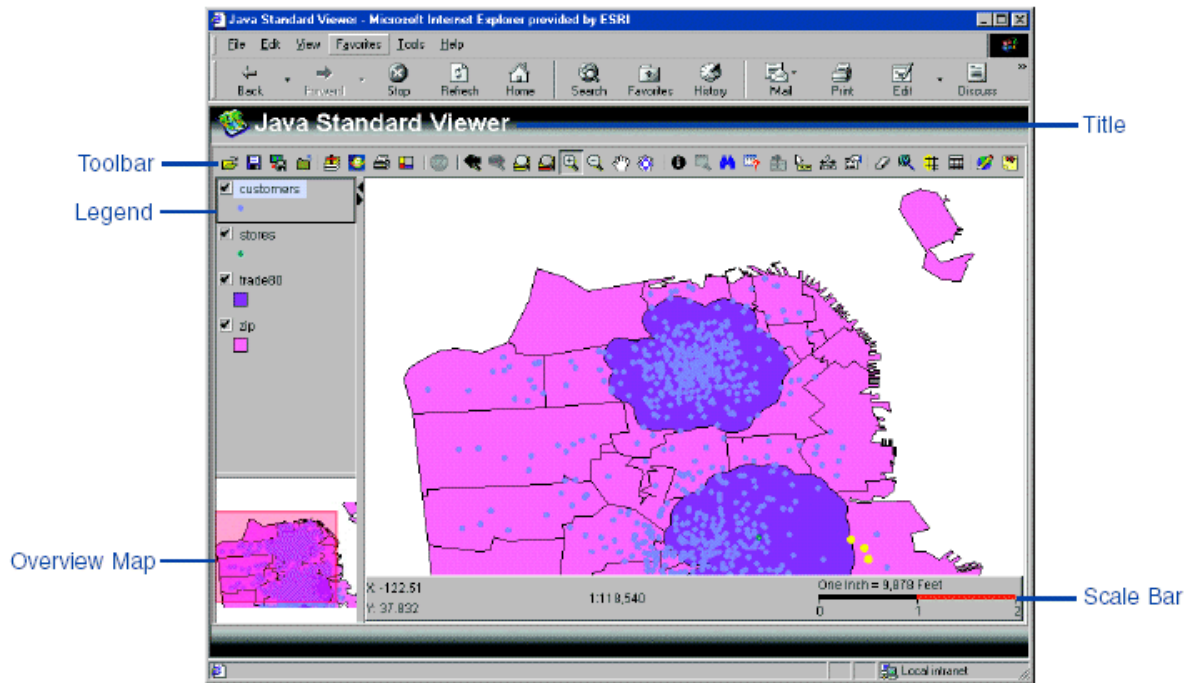 Java Standard Viewer - Microsoft Internet Explorer provided by ESRI
File Edit View Favorites Tools Help
Back Forward Stop Refresh Home Search Favorites History Mail Print Edit Discuss
Java Standard Viewer
Title
Toolbar
customers
Legend
stores
trade80
zip
Overview Map
X: -122.51
Y: 37.832
1:118,540
One Inch = 9,878 Feet
0 1 2
Scale Bar
Local intranet